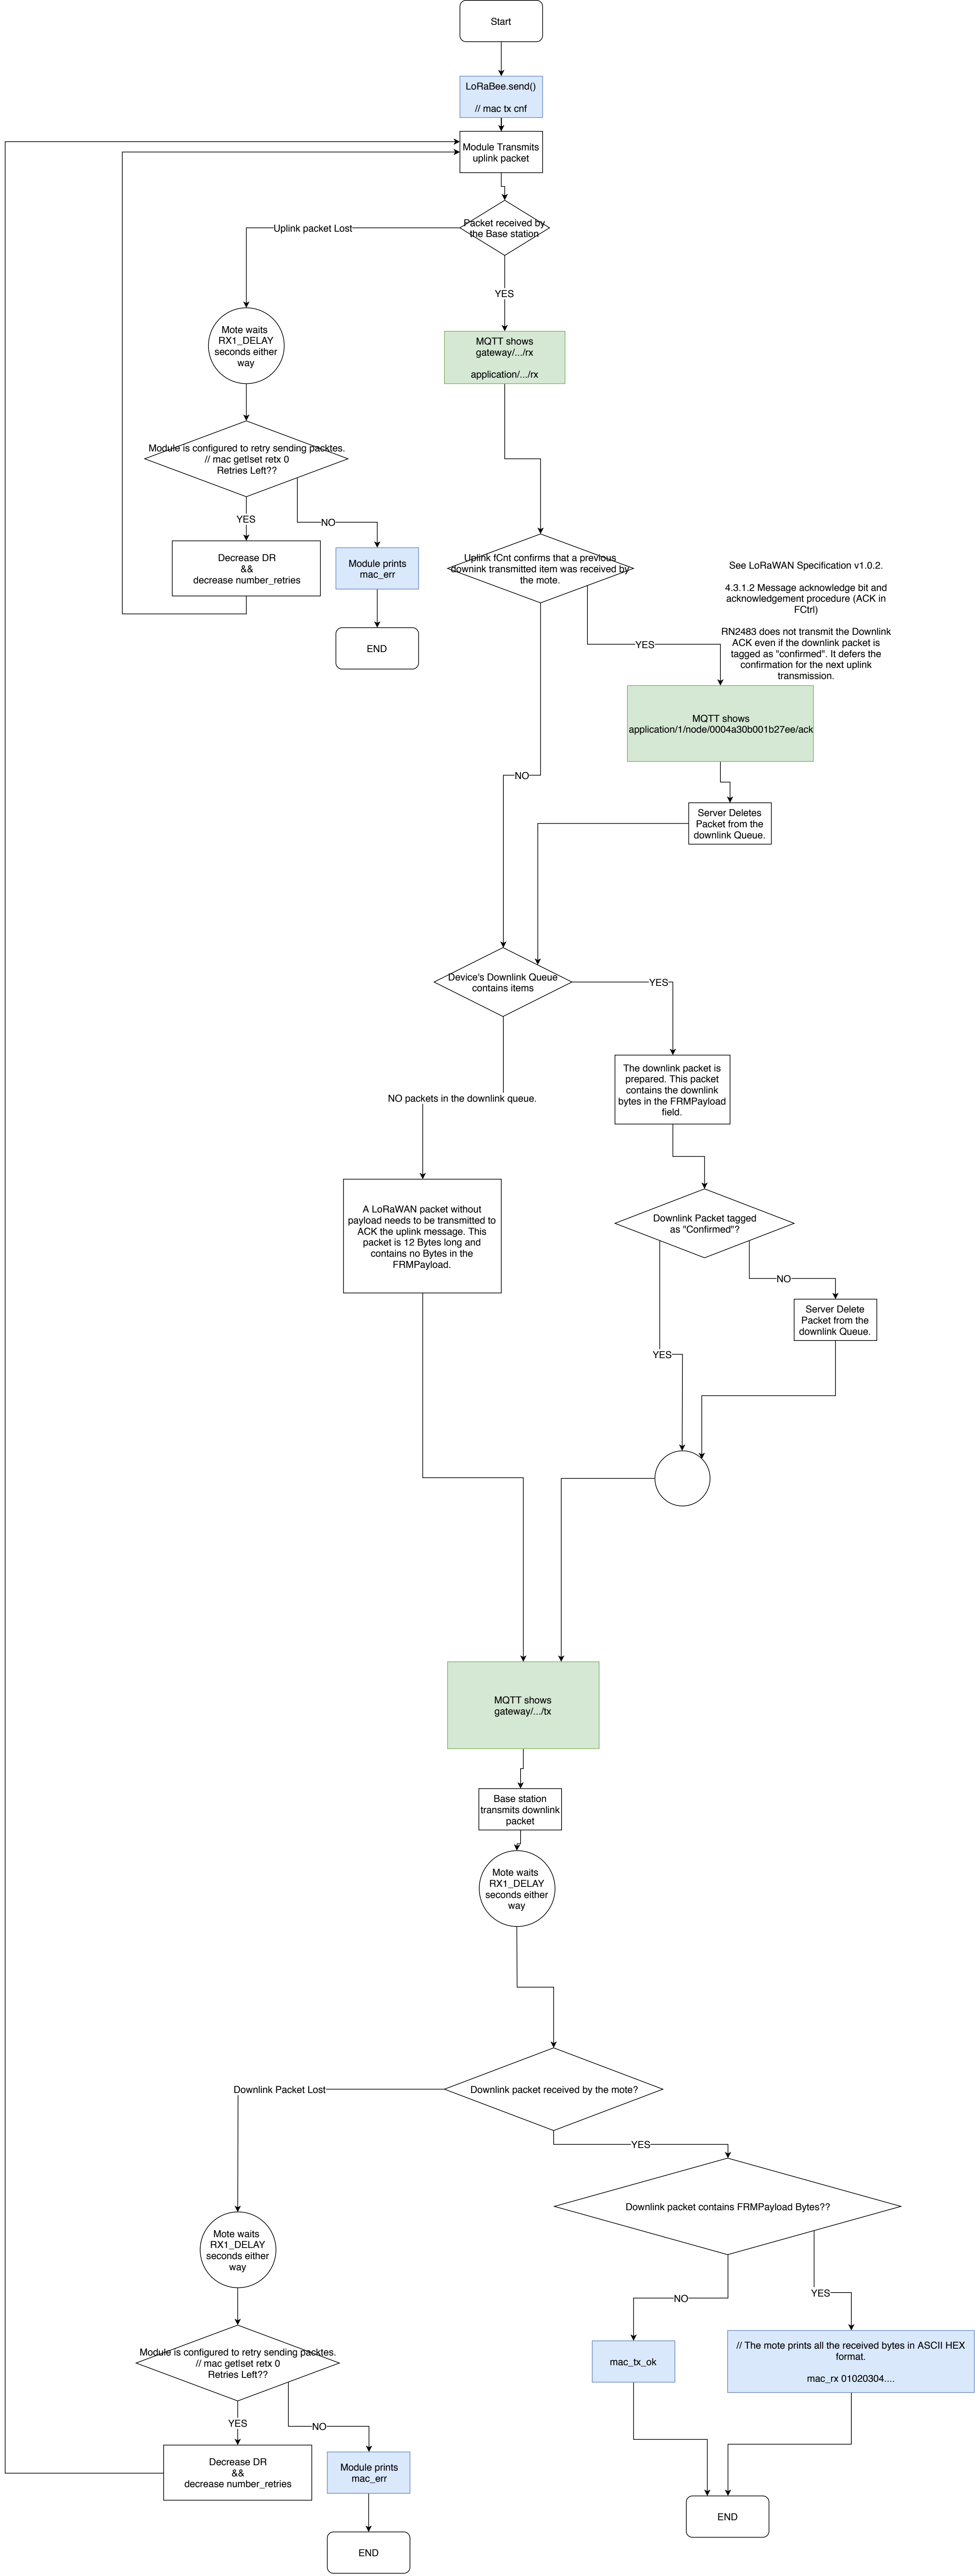 Start
LoRaBee.send()
// mac tx cnf
Module Transmits
uplink packet
Packet received by
the Base station
Uplink packet Lost
YES
Mote waits
RX1_DELAY
seconds either
way
MQTT shows
gateway/.../rx
application/.../rx
Module is configured to retry sending packtes.
// mac get|set retx 0
Retries Left??
YES
NO
Decrease DR
&&
decrease number_retries
Module prints
mac_err
END
Uplink fCnt confirms that a previous
downink transmitted item was received by
the mote.
See LoRaWAN Specification v1.0.2.
4.3.1.2 Message acknowledge bit and
acknowledgement procedure (ACK in
FCtrl)
RN2483 does not transmit the Downlink
ACK even if the downlink packet is
tagged as "confirmed". It defers the
confirmation for the next uplink
transmission.
YES
MQTT shows
application/1/node/0004a30b001b27ee/ack
NO
Server Deletes
Packet from the
downlink Queue.
Device's Downlink Queue
contains items
YES
The downlink packet is
prepared. This packet
contains the downlink
bytes in the FRMPayload
field.
NO packets in the downlink queue.
A LoRaWAN packet without
payload needs to be transmitted to
ACK the uplink message. This
packet is 12 Bytes long and
contains no Bytes in the
FRMPayload.
Downlink Packet tagged
as "Confirmed"?
NO
Server Delete
Packet from the
downlink Queue.
YES
MQTT shows
gateway/.../tx
Base station
transmits downlink
packet
Mote waits
RX1_DELAY
seconds either
way
Downlink packet received by the mote?
Downlink Packet Lost
YES
Downlink packet contains FRMPayload Bytes??
Mote waits
RX1_DELAY
seconds either
way
NO
YES
Module is configured to retry sending packtes.
// mac get|set retx 0
Retries Left??
mac_tx_ok
// The mote prints all the received bytes in ASCII HEX
format.
mac_rx 01020304....
YES
NO
Decrease DR
&&
decrease number_retries
Module prints
mac_err
END
END